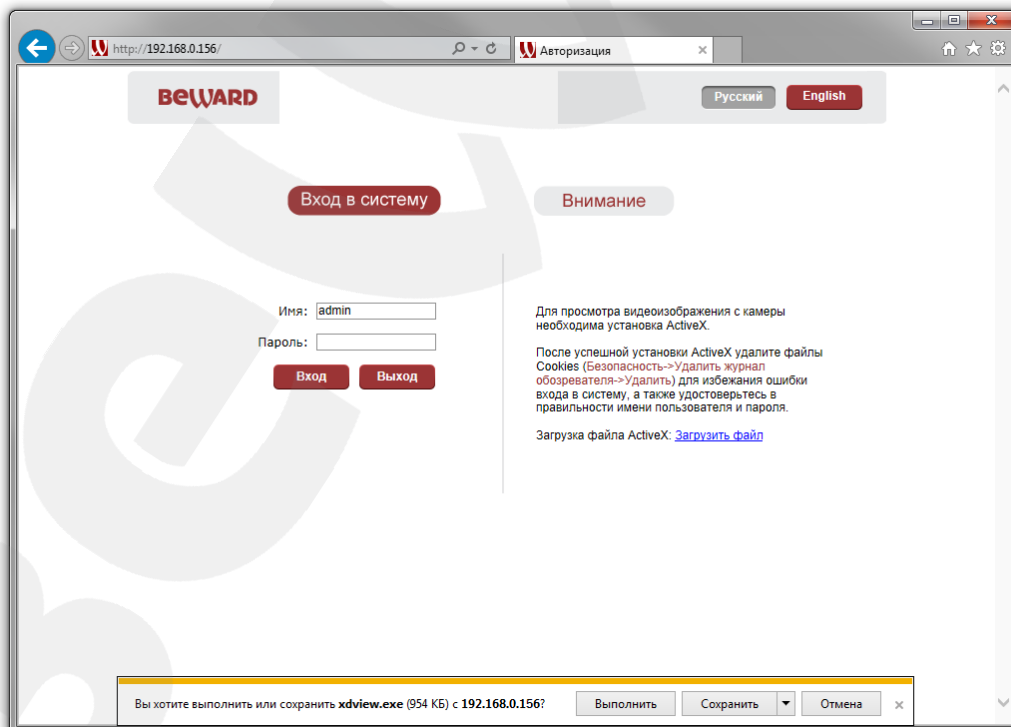 http://192.168.0.156/
Авторизация
BEWARD
Русский
English
Вход в систему
Внимание
Имя: admin
Пароль:
Вход
Выход
Для просмотра видеоизображения с камеры
необходима установка ActiveX.
После успешной установки ActiveX удалите файлы
Cookies (Безопасность->Удалить журнал
обозревателя->Удалить) для избежания ошибки
входа в систему, а также удостоверьтесь в
правильности имени пользователя и пароля.
Загрузка файла ActiveX: Загрузить файл
Вы хотите выполнить или сохранить xdview.exe (954 КБ) с 192.168.0.156?
Выполнить
Сохранить
Отмена